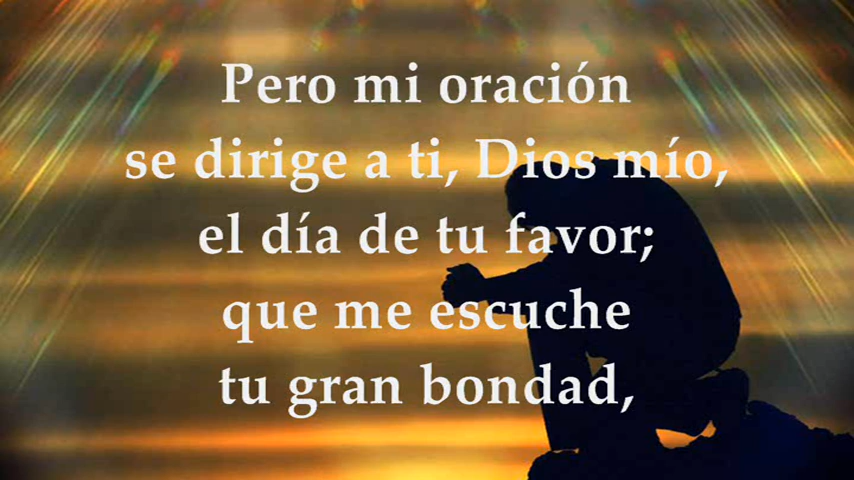 Pero mi oración
se dirige a ti, Dios mío,
el día de tu favor;
que me escuche
tu gran bondad,